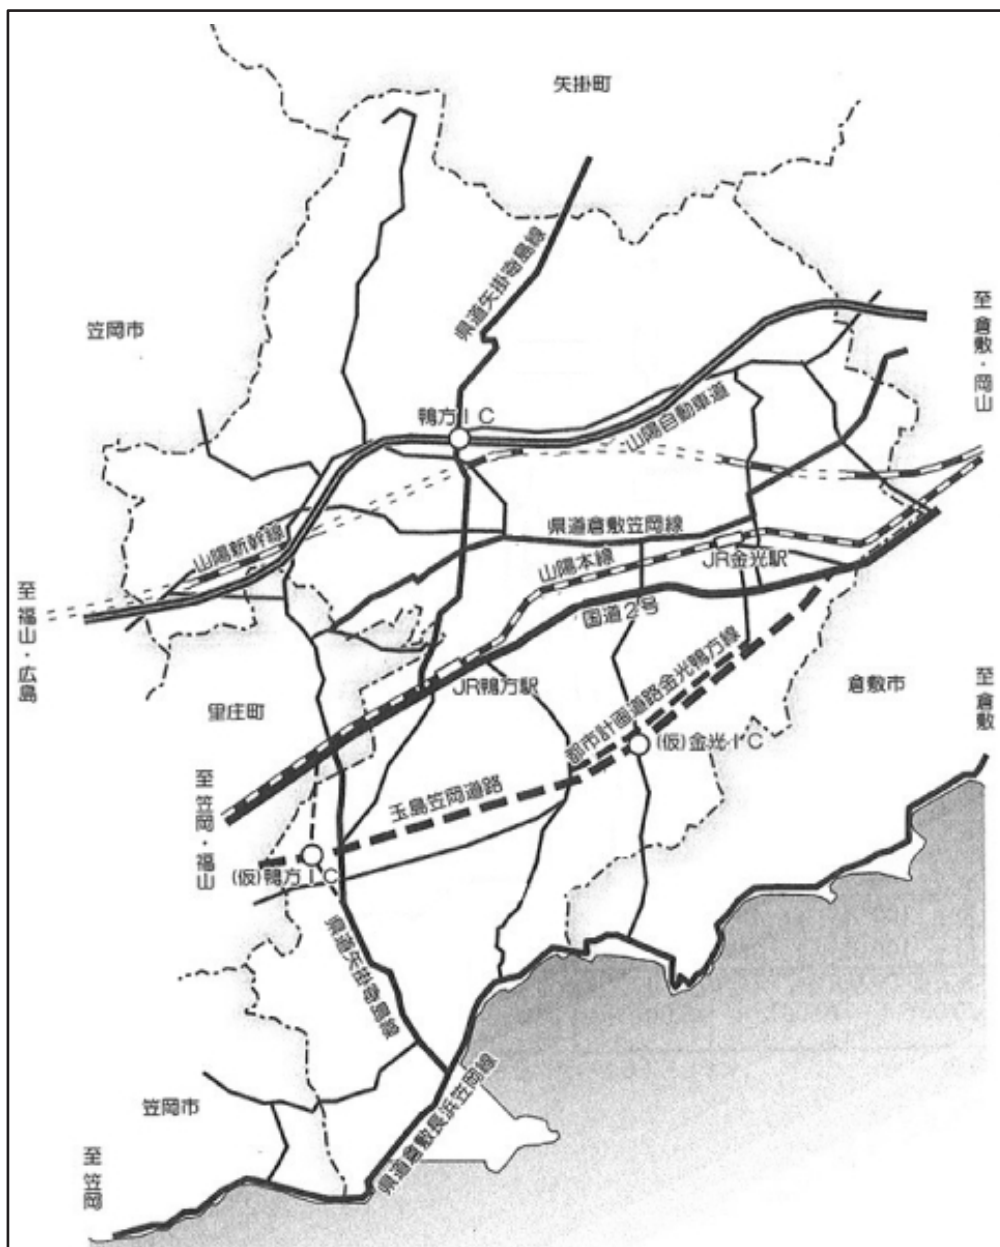 矢掛町
県道矢掛寄島線
笠岡市
至倉敷・岡山
鴨方IC
山陽自動車道
県道倉敷笠岡線
山陽新幹線
山陽本線
JR金光駅
至福山・広島
国道2号
JR鴨方駅
都市計画道路金光鴨方線
倉敷市
至倉敷
里庄町
(仮)金光IC
至笠岡・福山
玉島笠岡道路
(仮)鴨方IC
県道矢掛寄島線
県道倉敷長浜笠岡線
笠岡市
至笠岡